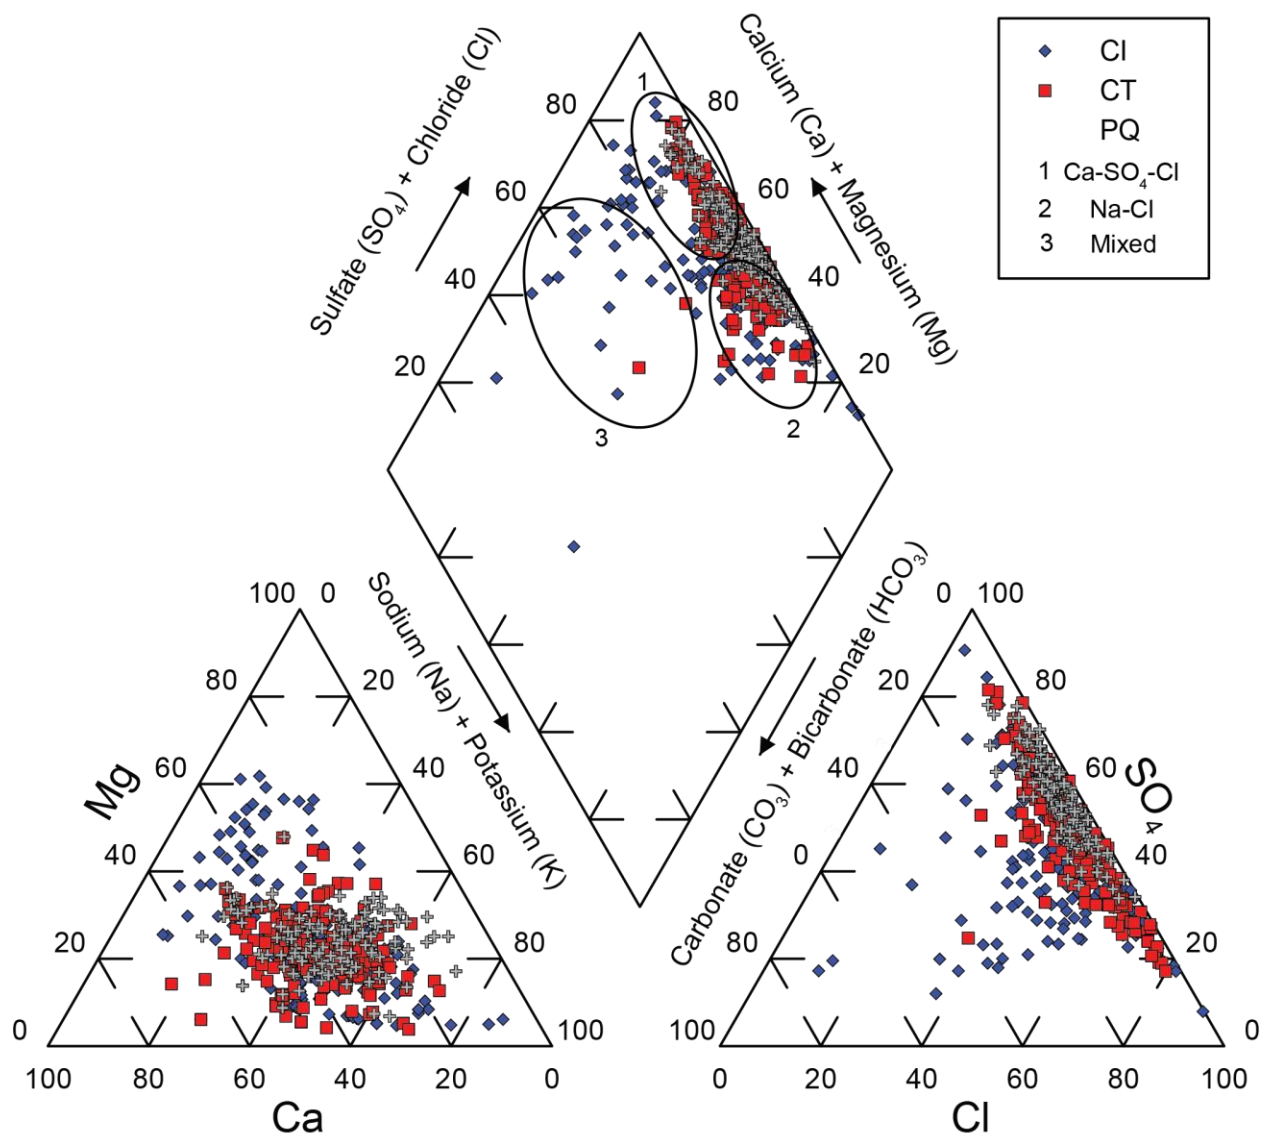 Sulfate (SO₄) + Chloride (Cl)
Calcium (Ca) + Magnesium (Mg)
80
60
40
20
80
60
40
20
1
2
3
CI
CT
PQ
1 Ca-SO₄-Cl
2 Na-Cl
3 Mixed
Sodium (Na) + Potassium (K)
Carbonate (CO₃) + Bicarbonate (HCO₃)
100 0
80 20
60 40
40 60
20 80
0 100
Mg
100 80 60 40 20 0
Ca
0 100
20 80
40 60
0 40
80 20
100 0
SO₄
0 20 40 60 80 100
Cl